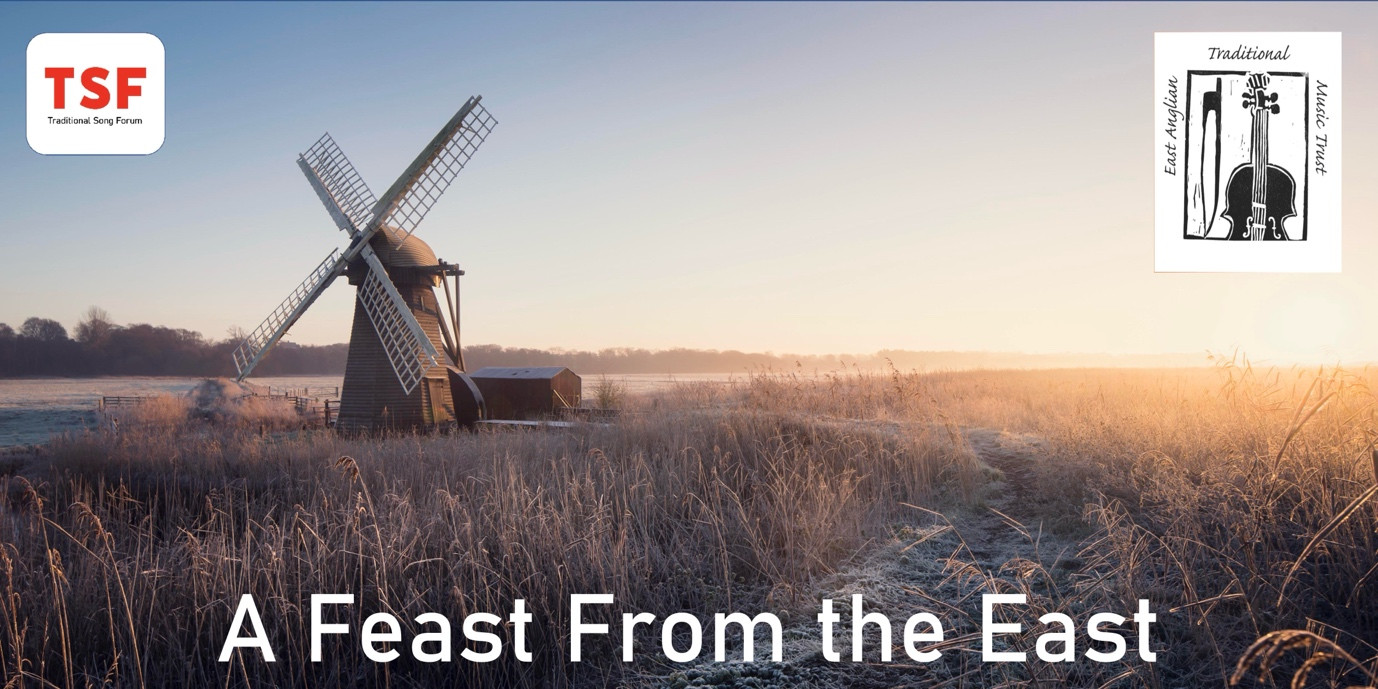 TSF
Traditional Song Forum
Traditional
East Anglian
Music Trust
A Feast From the East